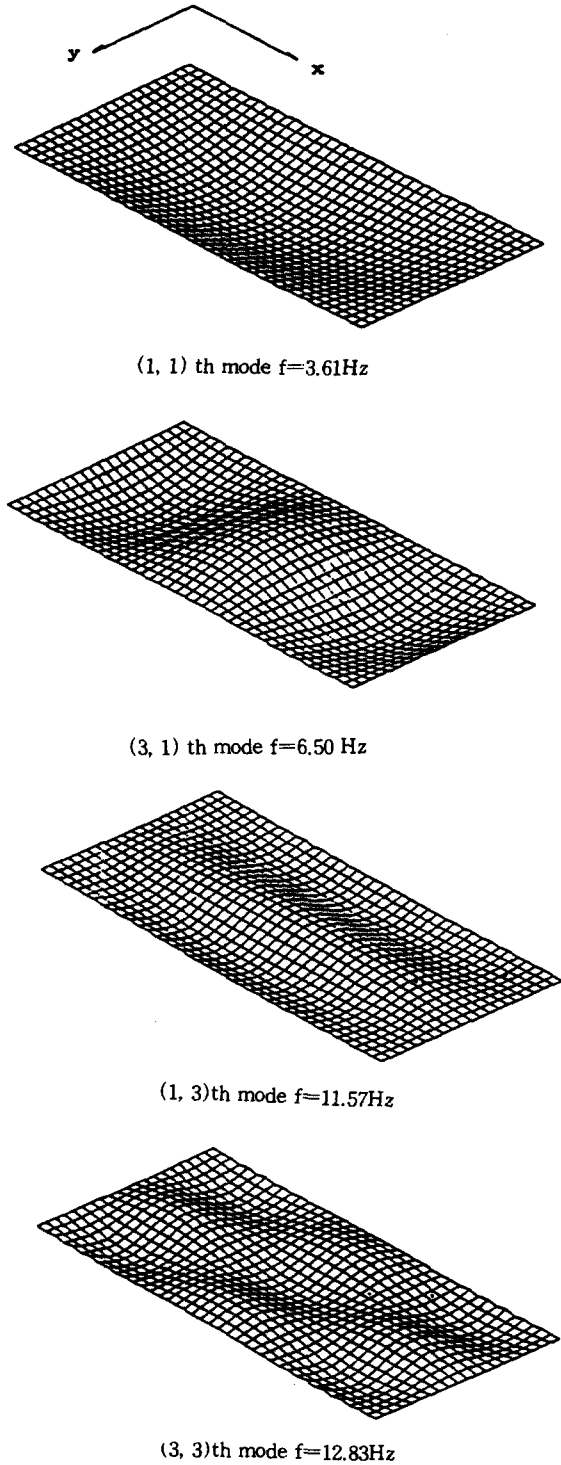 y
x
(1, 1) th mode f=3.61Hz
(3, 1) th mode f=6.50 Hz
(1, 3)th mode f=11.57Hz
(3, 3)th mode f=12.83Hz